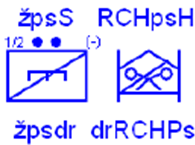 žpsS RCHpsH
1/2 (-)
žpsdr drRCHPs